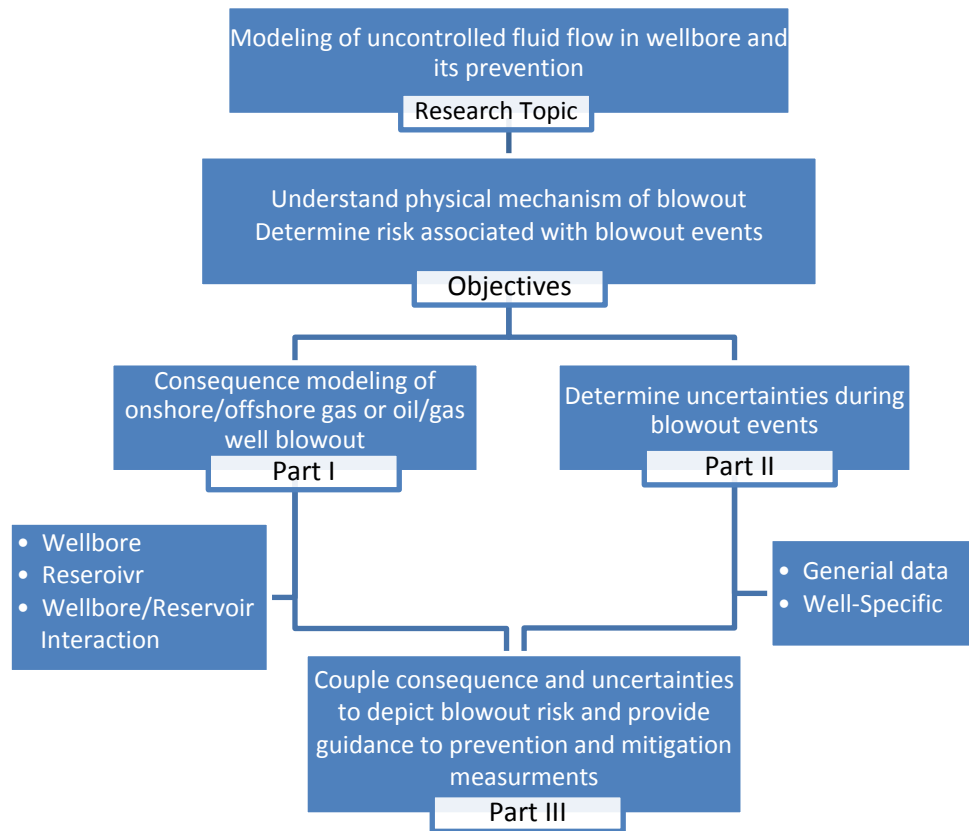 Modeling of uncontrolled fluid flow in wellbore and
its prevention
Research Topic
Understand physical mechanism of blowout
Determine risk associated with blowout events
Objectives
Consequence modeling of
onshore/offshore gas or oil/gas
well blowout
Part I
Determine uncertainties during
blowout events
Part II
• Wellbore
• Reseroivr
• Wellbore/Reservoir
Interaction
• Generial data
• Well-Specific
Couple consequence and uncertainties
to depict blowout risk and provide
guidance to prevention and mitigation
measurments
Part III